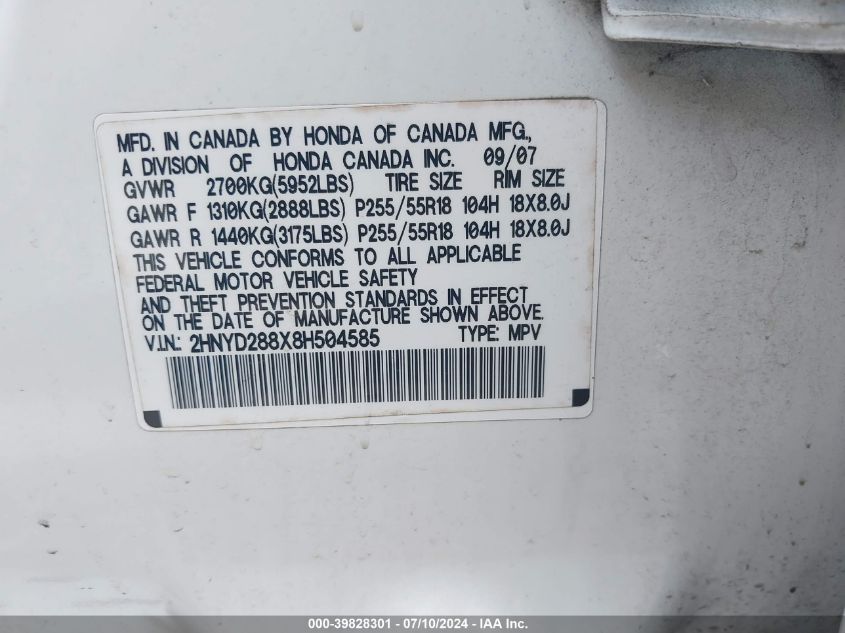 MFD. IN CANADA BY HONDA OF CANADA MFG.,
A DIVISION OF HONDA CANADA INC. 09/07
GVWR 2700KG(5952LBS) TIRE SIZE RIM SIZE
GAWR F 1310KG(2888LBS) P255/55R18 104H 18X8.0J
GAWR R 1440KG(3175LBS) P255/55R18 104H 18X8.0J
THIS VEHICLE CONFORMS TO ALL APPLICABLE
FEDERAL MOTOR VEHICLE SAFETY
AND THEFT PREVENTION STANDARDS IN EFFECT
ON THE DATE OF MANUFACTURE SHOWN ABOVE.
V.I.N.: 2HNYD288X8H504585 TYPE: MPV
000-39828301 - 07/10/2024 - IAA Inc.